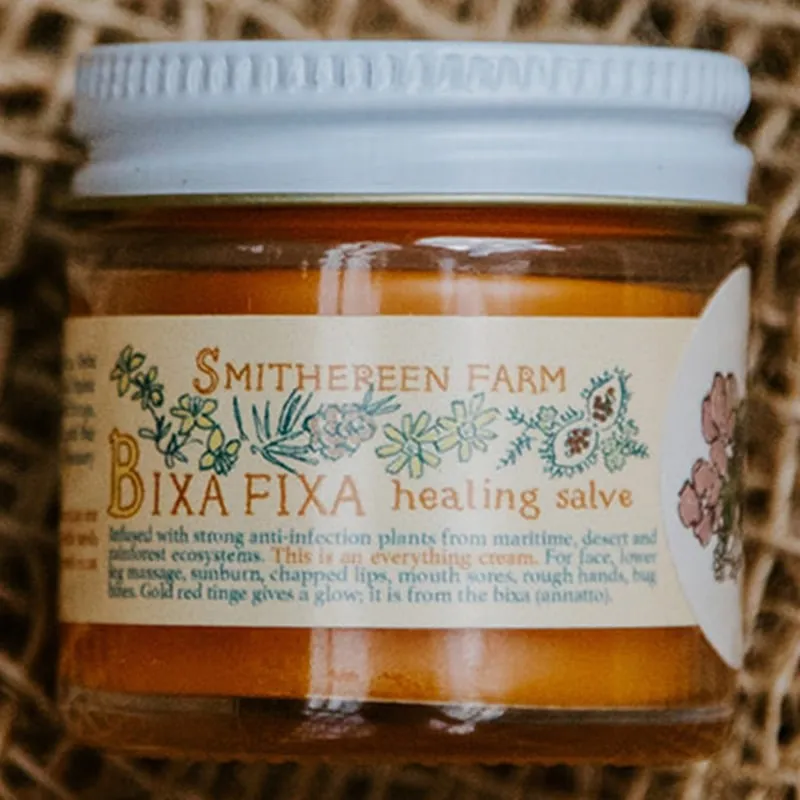 SMITHEREEN FARM
BIXA FIXA healing salve
Infused with strong anti-infection plants from maritime, desert and
rainforest ecosystems. This is an everything cream. For face, lower
leg massage, sunburn, chapped lips, mouth sores, rough hands, bug
bites. Gold red tinge gives a glow; it is from the bixa (annatto).